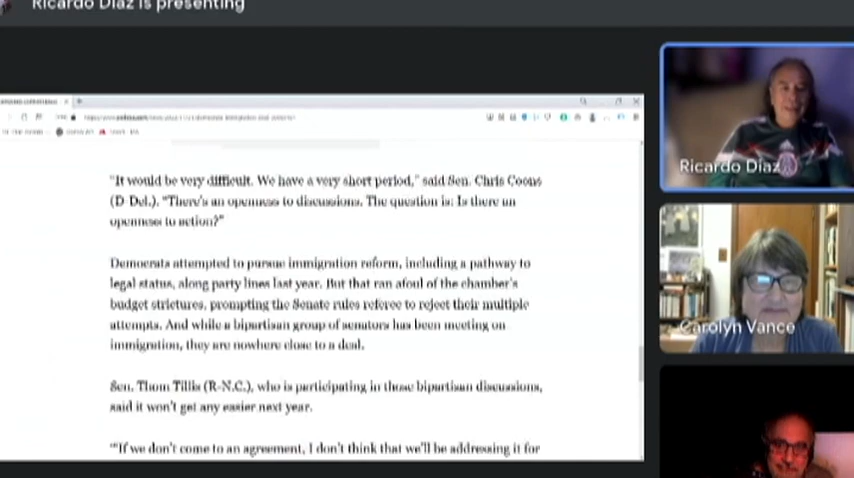 Ricardo Diaz is presenting
"It would be very difficult. We have a very short period," said Sen. Chris Coons
(D-Del.). "There's an openness to discussions. The question is: Is there an
openness to action?"
Democrats attempted to pursue immigration reform, including a pathway to
legal status, along party lines last year. But that ran afoul of the chamber's
budget strictures, prompting the Senate rules referee to reject their multiple
attempts. And while a bipartisan group of senators has been meeting on
immigration, they are nowhere close to a deal.
Sen. Thom Tillis (R-N.C.), who is participating in those bipartisan discussions,
said it won't get any easier next year.
"If we don't come to an agreement, I don't think that we'll be addressing it for
Ricardo Diaz
Carolyn Vance